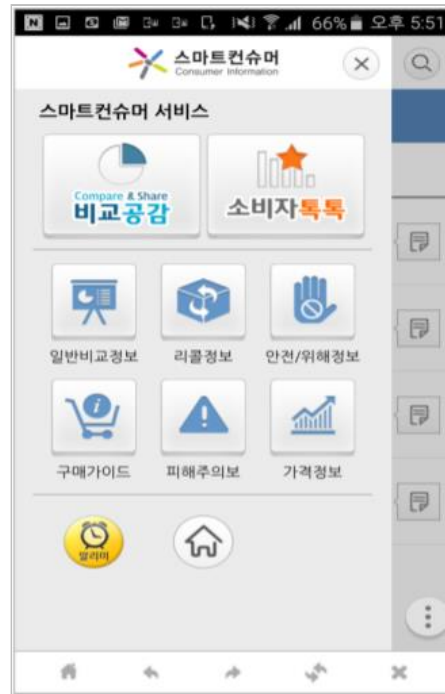 66% 오후 5:51
스마트컨슈머
Consumer Information
스마트컨슈머 서비스
Compare & Share
비교공감
소비자톡톡
일반비교정보 리콜정보 안전/위해정보
구매가이드 피해주의보 가격정보
알리미